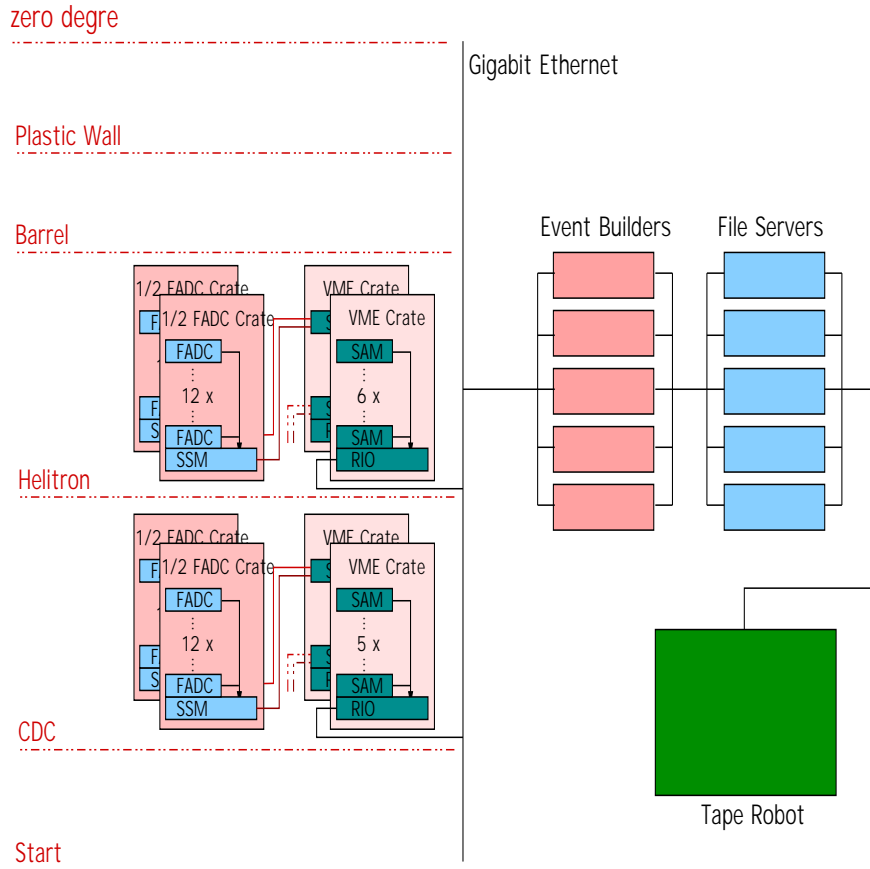 zero degre
Gigabit Ethernet
Plastic Wall
Barrel
Event Builders
File Servers
1/2 FADC Crate
VME Crate
1/2 FADC Crate
VME Crate
FADC
SAM
12 x
6 x
FADC
SAM
SSM
RIO
Helitron
1/2 FADC Crate
VME Crate
1/2 FADC Crate
VME Crate
FADC
SAM
12 x
5 x
FADC
SAM
SSM
RIO
CDC
Tape Robot
Start